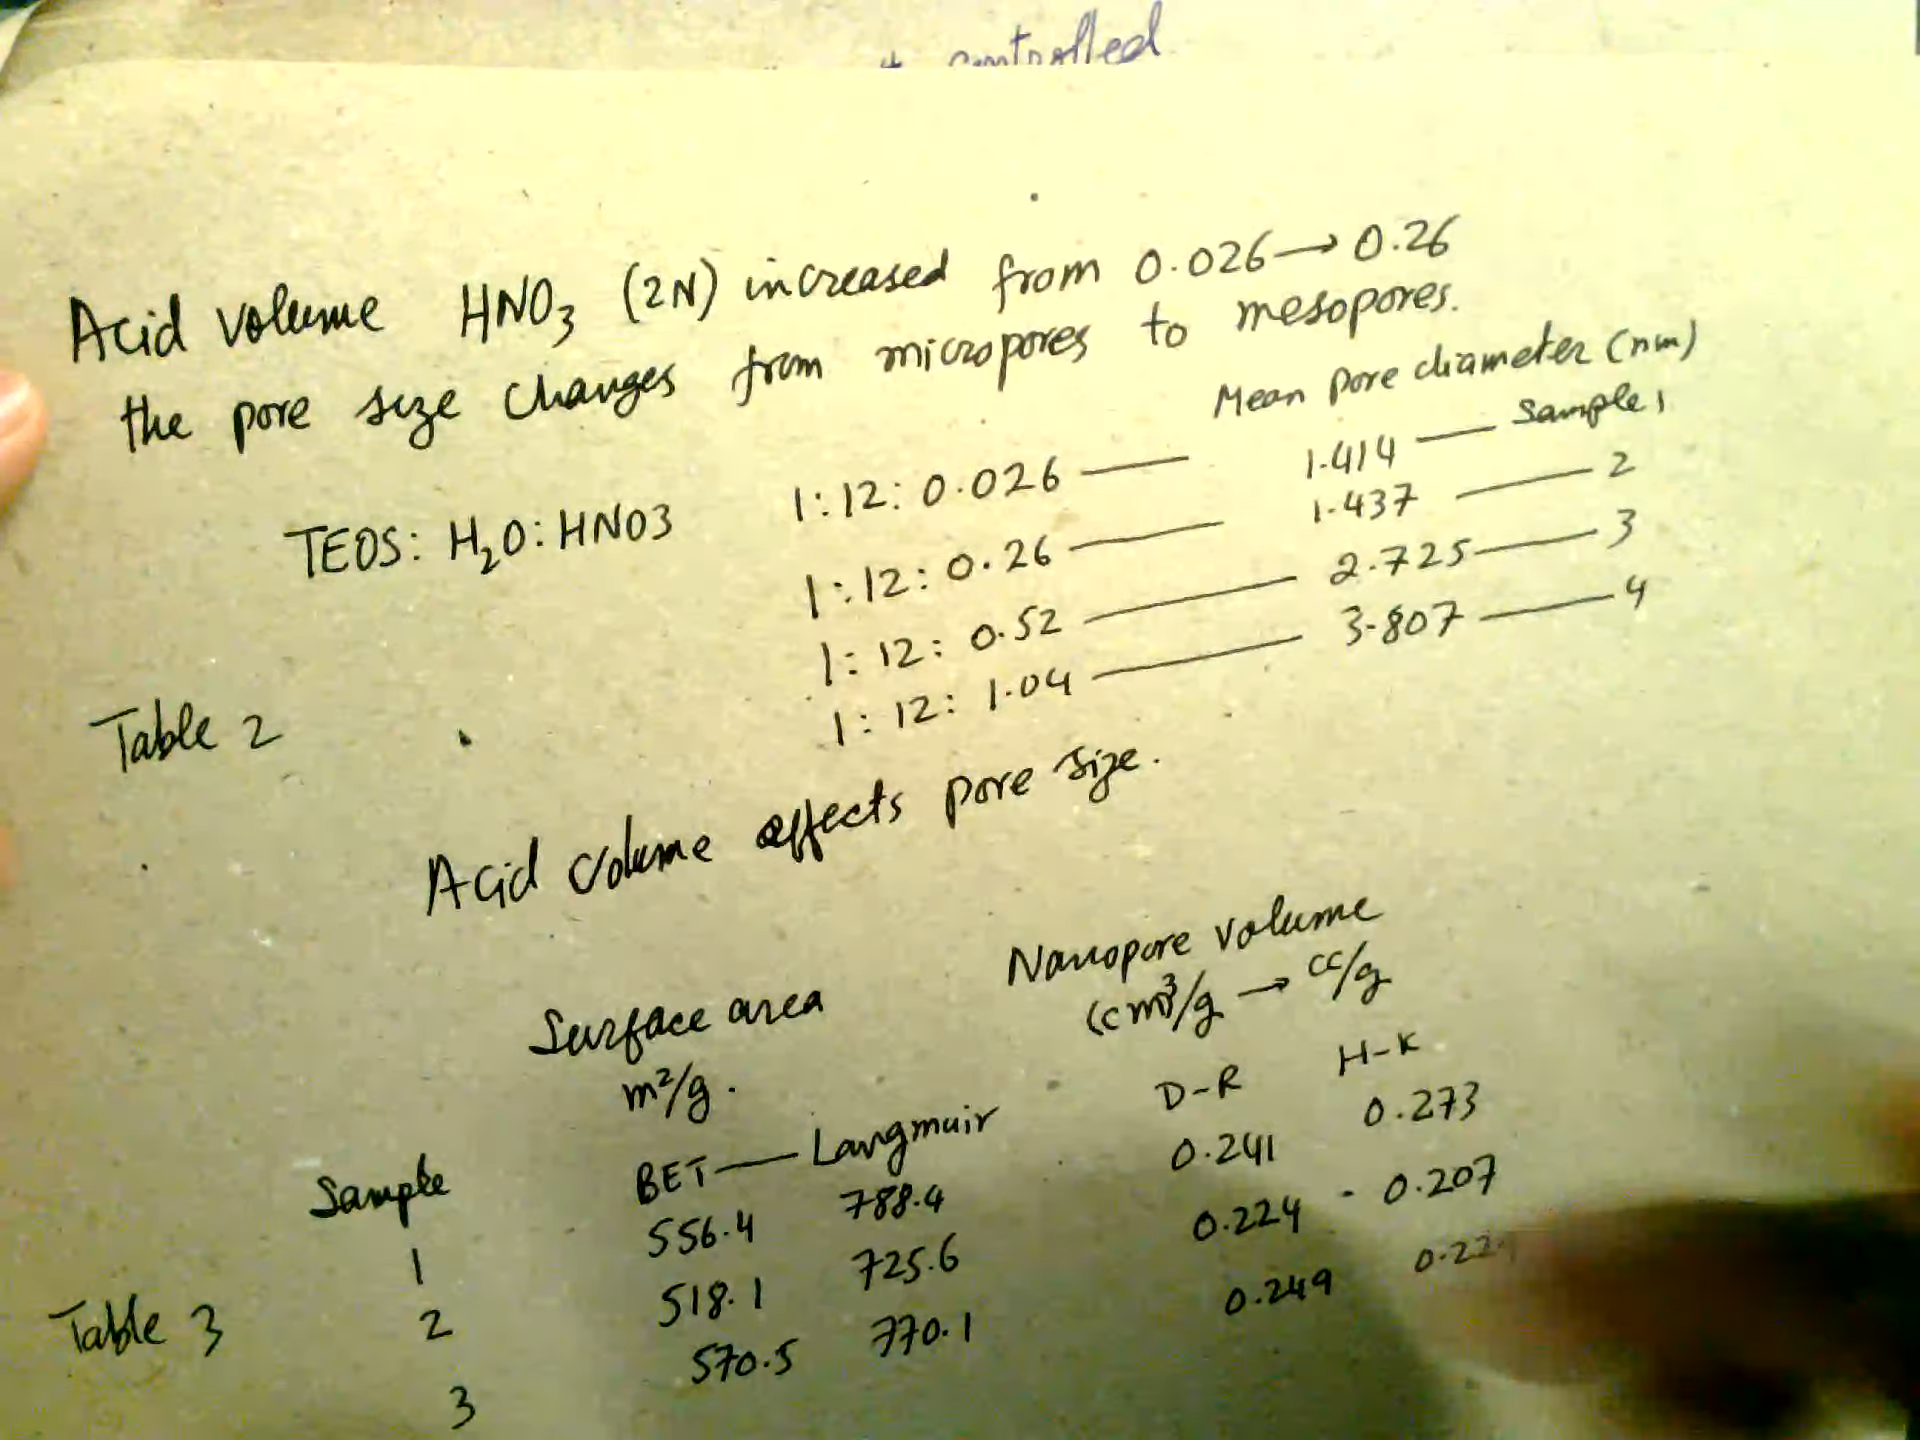 controlled
Acid volume HNO3 (2N) increased from 0.026 → 0.26
the pore size changes from micropores to mesopores.
Mean pore diameter (nm)
TEOS: H2O: HNO3 1:12:0.026 — 1.414 — Sample 1
1:12:0.26 — 1.437 — 2
1:12:0.52 — 2.725 — 3
1:12:1.04 — 3.807 — 4
Table 2
Acid volume affects pore size.
Surface area Nanopore volume
m²/g. (cm³/g → cc/g
Sample BET — Langmuir D-R H-K
1 556.4 788.4 0.241 0.273
2 518.1 725.6 0.224 - 0.207
3 570.5 770.1 0.249
Table 3